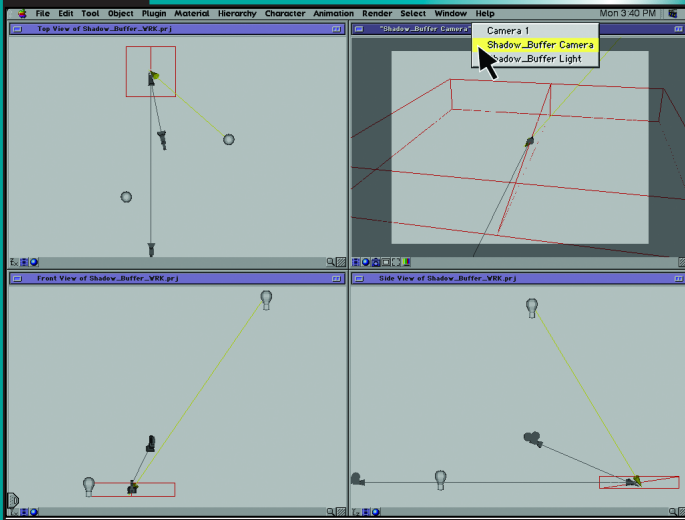 File Edit Tool Object Plugin Material Hierarchy Character Animation Render Select Window Help Mon 3:40 PM
Top View of Shadow_Buffer_WRK.prj
"Shadow_Buffer Camera"
Camera 1
Shadow_Buffer Camera
Shadow_Buffer Light
Front View of Shadow_Buffer_WRK.prj
Side View of Shadow_Buffer_WRK.prj